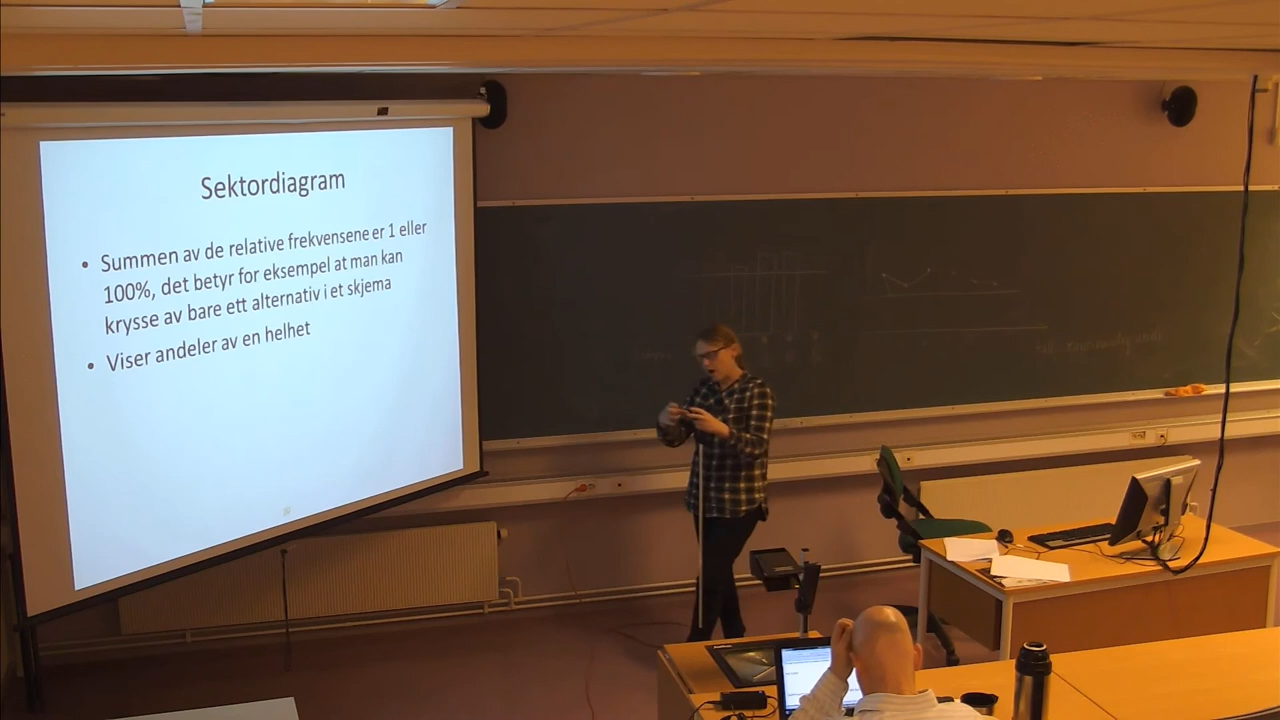 Sektordiagram
• Summen av de relative frekvensene er 1 eller
100%, det betyr for eksempel at man kan
krysse av bare ett alternativ i et skjema
• Viser andeler av en helhet